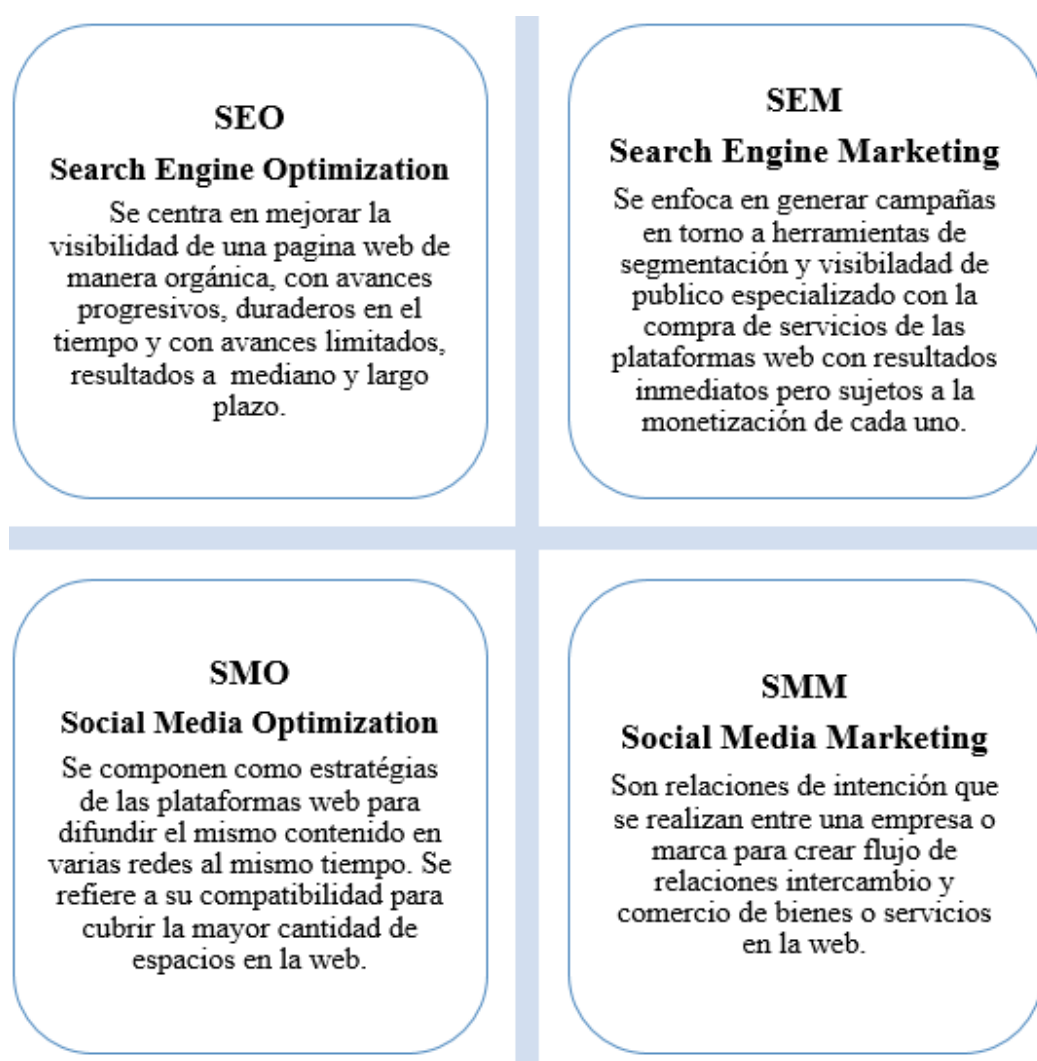 SEO
Search Engine Optimization
Se centra en mejorar la
visibilidad de una pagina web de
manera orgánica, con avances
progresivos, duraderos en el
tiempo y con avances limitados,
resultados a mediano y largo
plazo.
SEM
Search Engine Marketing
Se enfoca en generar campañas
en torno a herramientas de
segmentación y visibiladad de
publico especializado con la
compra de servicios de las
plataformas web con resultados
inmediatos pero sujetos a la
monetización de cada uno.
SMO
Social Media Optimization
Se componen como estratégias
de las plataformas web para
difundir el mismo contenido en
varias redes al mismo tiempo. Se
refiere a su compatibilidad para
cubrir la mayor cantidad de
espacios en la web.
SMM
Social Media Marketing
Son relaciones de intención que
se realizan entre una empresa o
marca para crear flujo de
relaciones intercambio y
comercio de bienes o servicios
en la web.